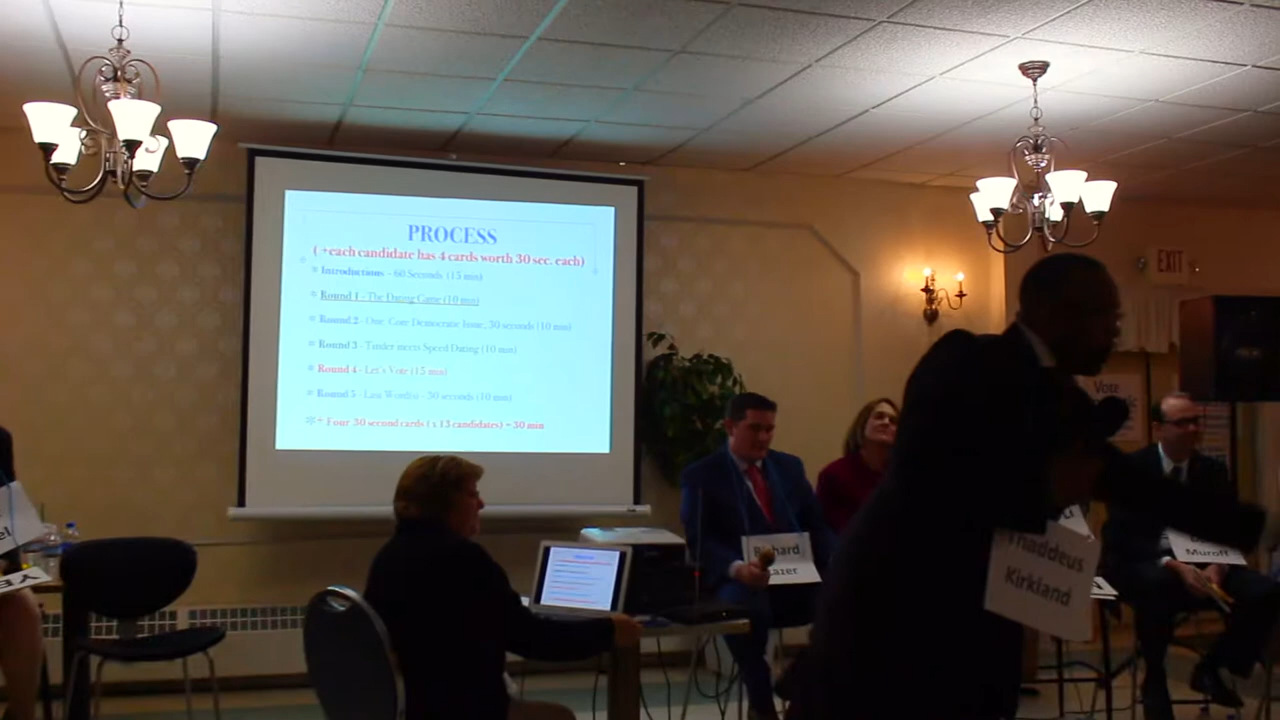 PROCESS
( +each candidate has 4 cards worth 30 sec. each)
Introductions - 60 Seconds (15 min)
Round 1 - The Dating Game (10 min)
Round 2 - One Core Democratic Issue, 30 seconds (10 min)
Round 3 - Tinder meets Speed Dating (10 min)
Round 4 - Let's Vote (15 min)
Round 5 - Last Word(s) - 30 seconds (10 min)
+ Four 30 second cards ( x 13 candidates) = 30 min
EXIT
Vote
Thaddeus
Kirkland
Muroff